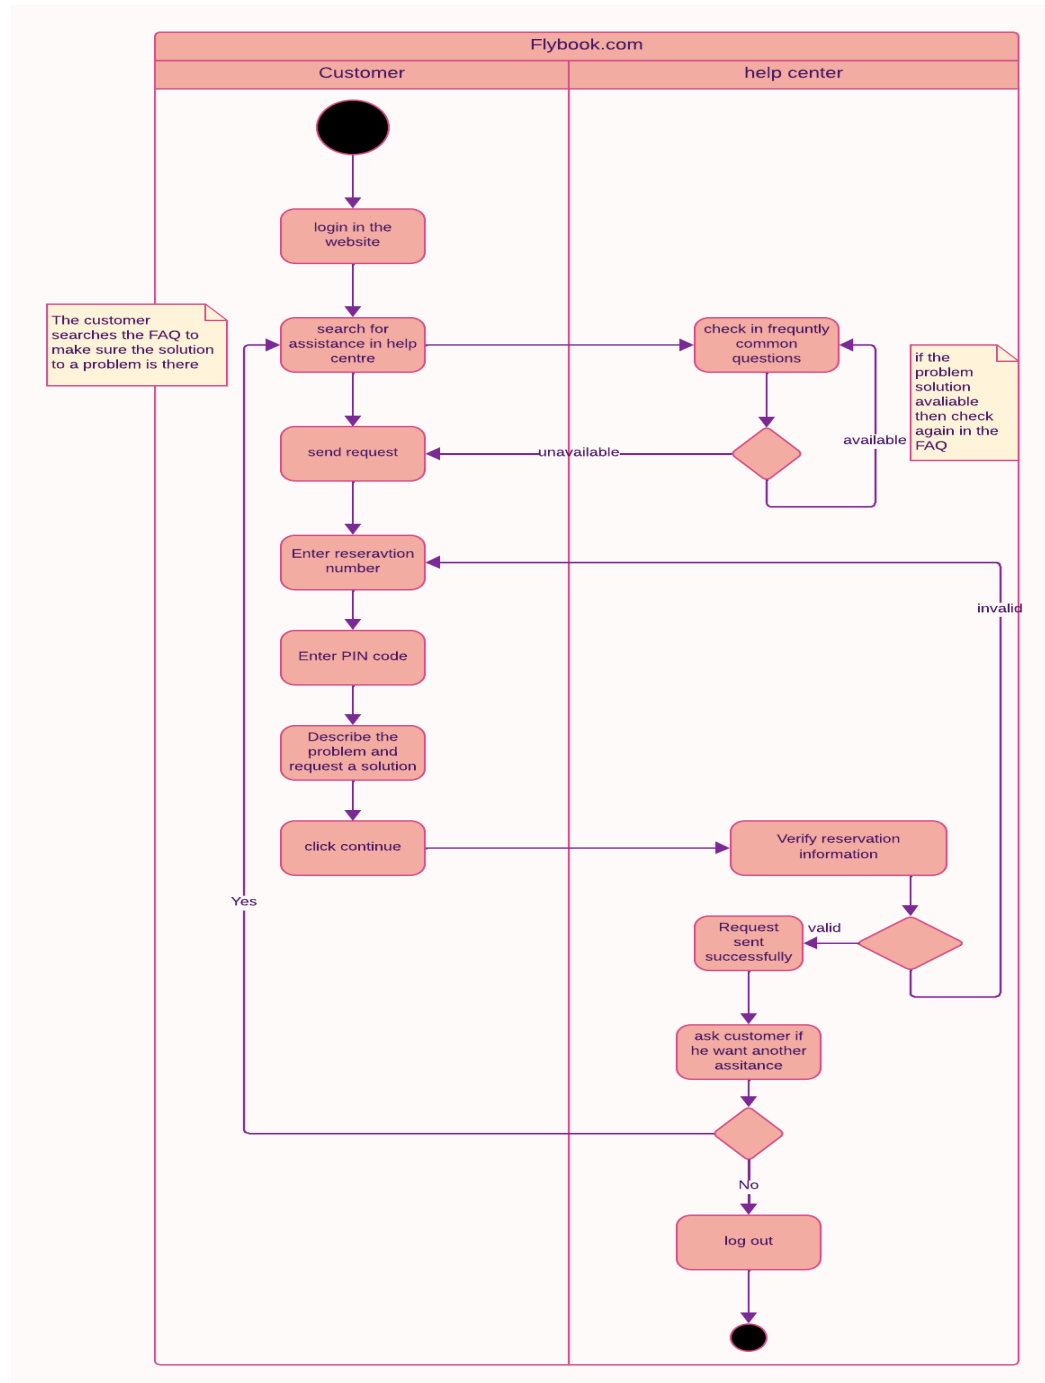 Flybook.com
Customer
help center
login in the
website
The customer
searches the FAQ to
make sure the solution
to a problem is there
search for
assistance in help
centre
check in frequntly
common
questions
if the
problem
solution
avaliable
then check
again in the
FAQ
available
send request
unavailable
Enter reseravtion
number
invalid
Enter PIN code
Describe the
problem and
request a solution
click continue
Verify reservation
information
Yes
Request
sent
successfully
valid
ask customer if
he want another
assitance
No
log out